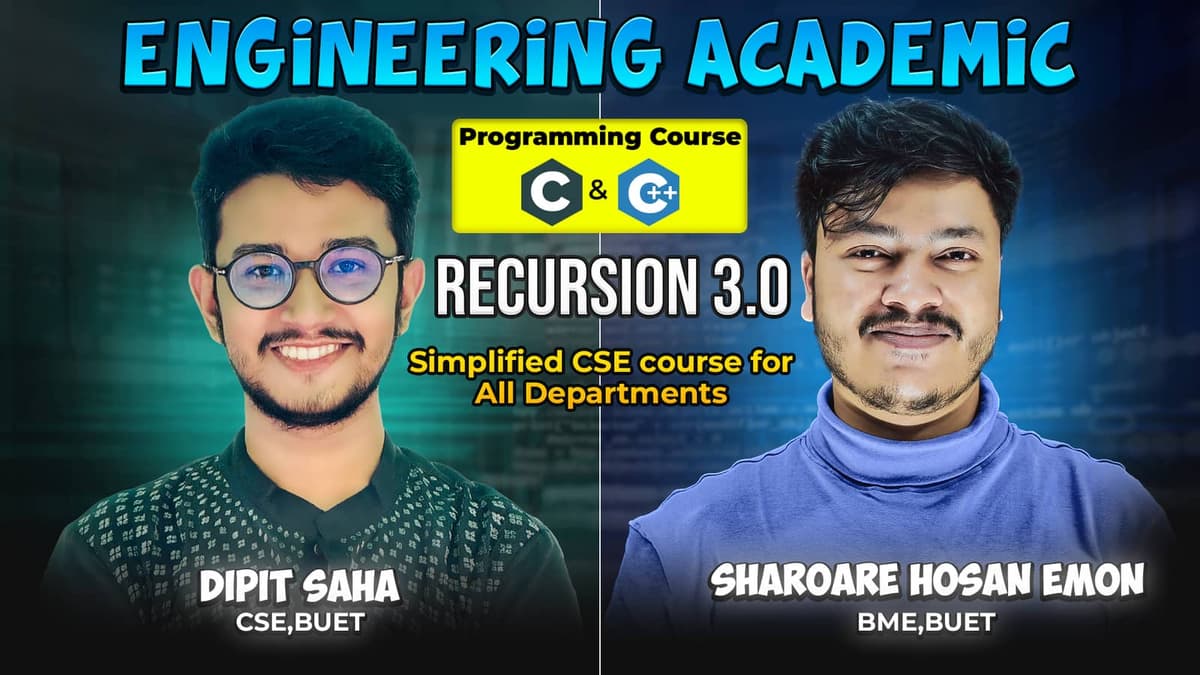 ENGINEERING ACADEMIC
Programming Course
C & C++
RECURSION 3.0
Simplified CSE course for
All Departments
DIPIT SAHA
CSE,BUET
SHAROARE HOSAN EMON
BME,BUET